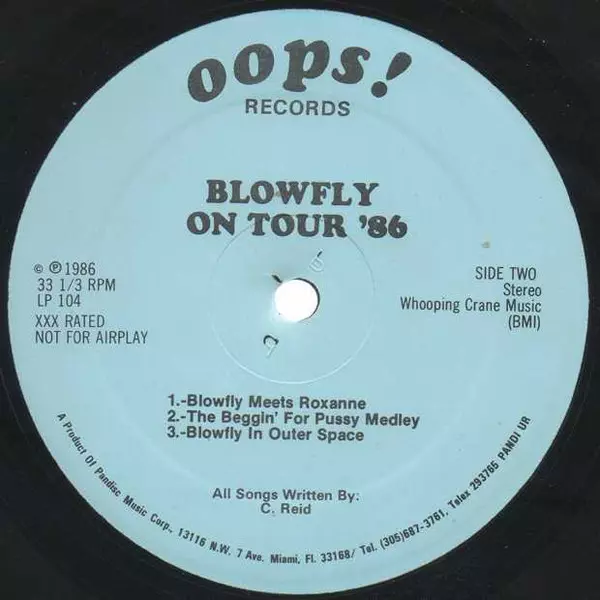 oops!
RECORDS
BLOWFLY
ON TOUR '86
© ℗ 1986
33 1/3 RPM
LP 104
XXX RATED
NOT FOR AIRPLAY
SIDE TWO
Stereo
Whooping Crane Music
(BMI)
1.-Blowfly Meets Roxanne
2.-The Beggin' For Pussy Medley
3.-Blowfly In Outer Space
All Songs Written By:
C. Reid
A Product Of Pandisc Music Corp., 13116 N.W. 7 Ave. Miami, Fl. 33168/ Tel. (305)687-3761, Telex 293765 PANDI UR